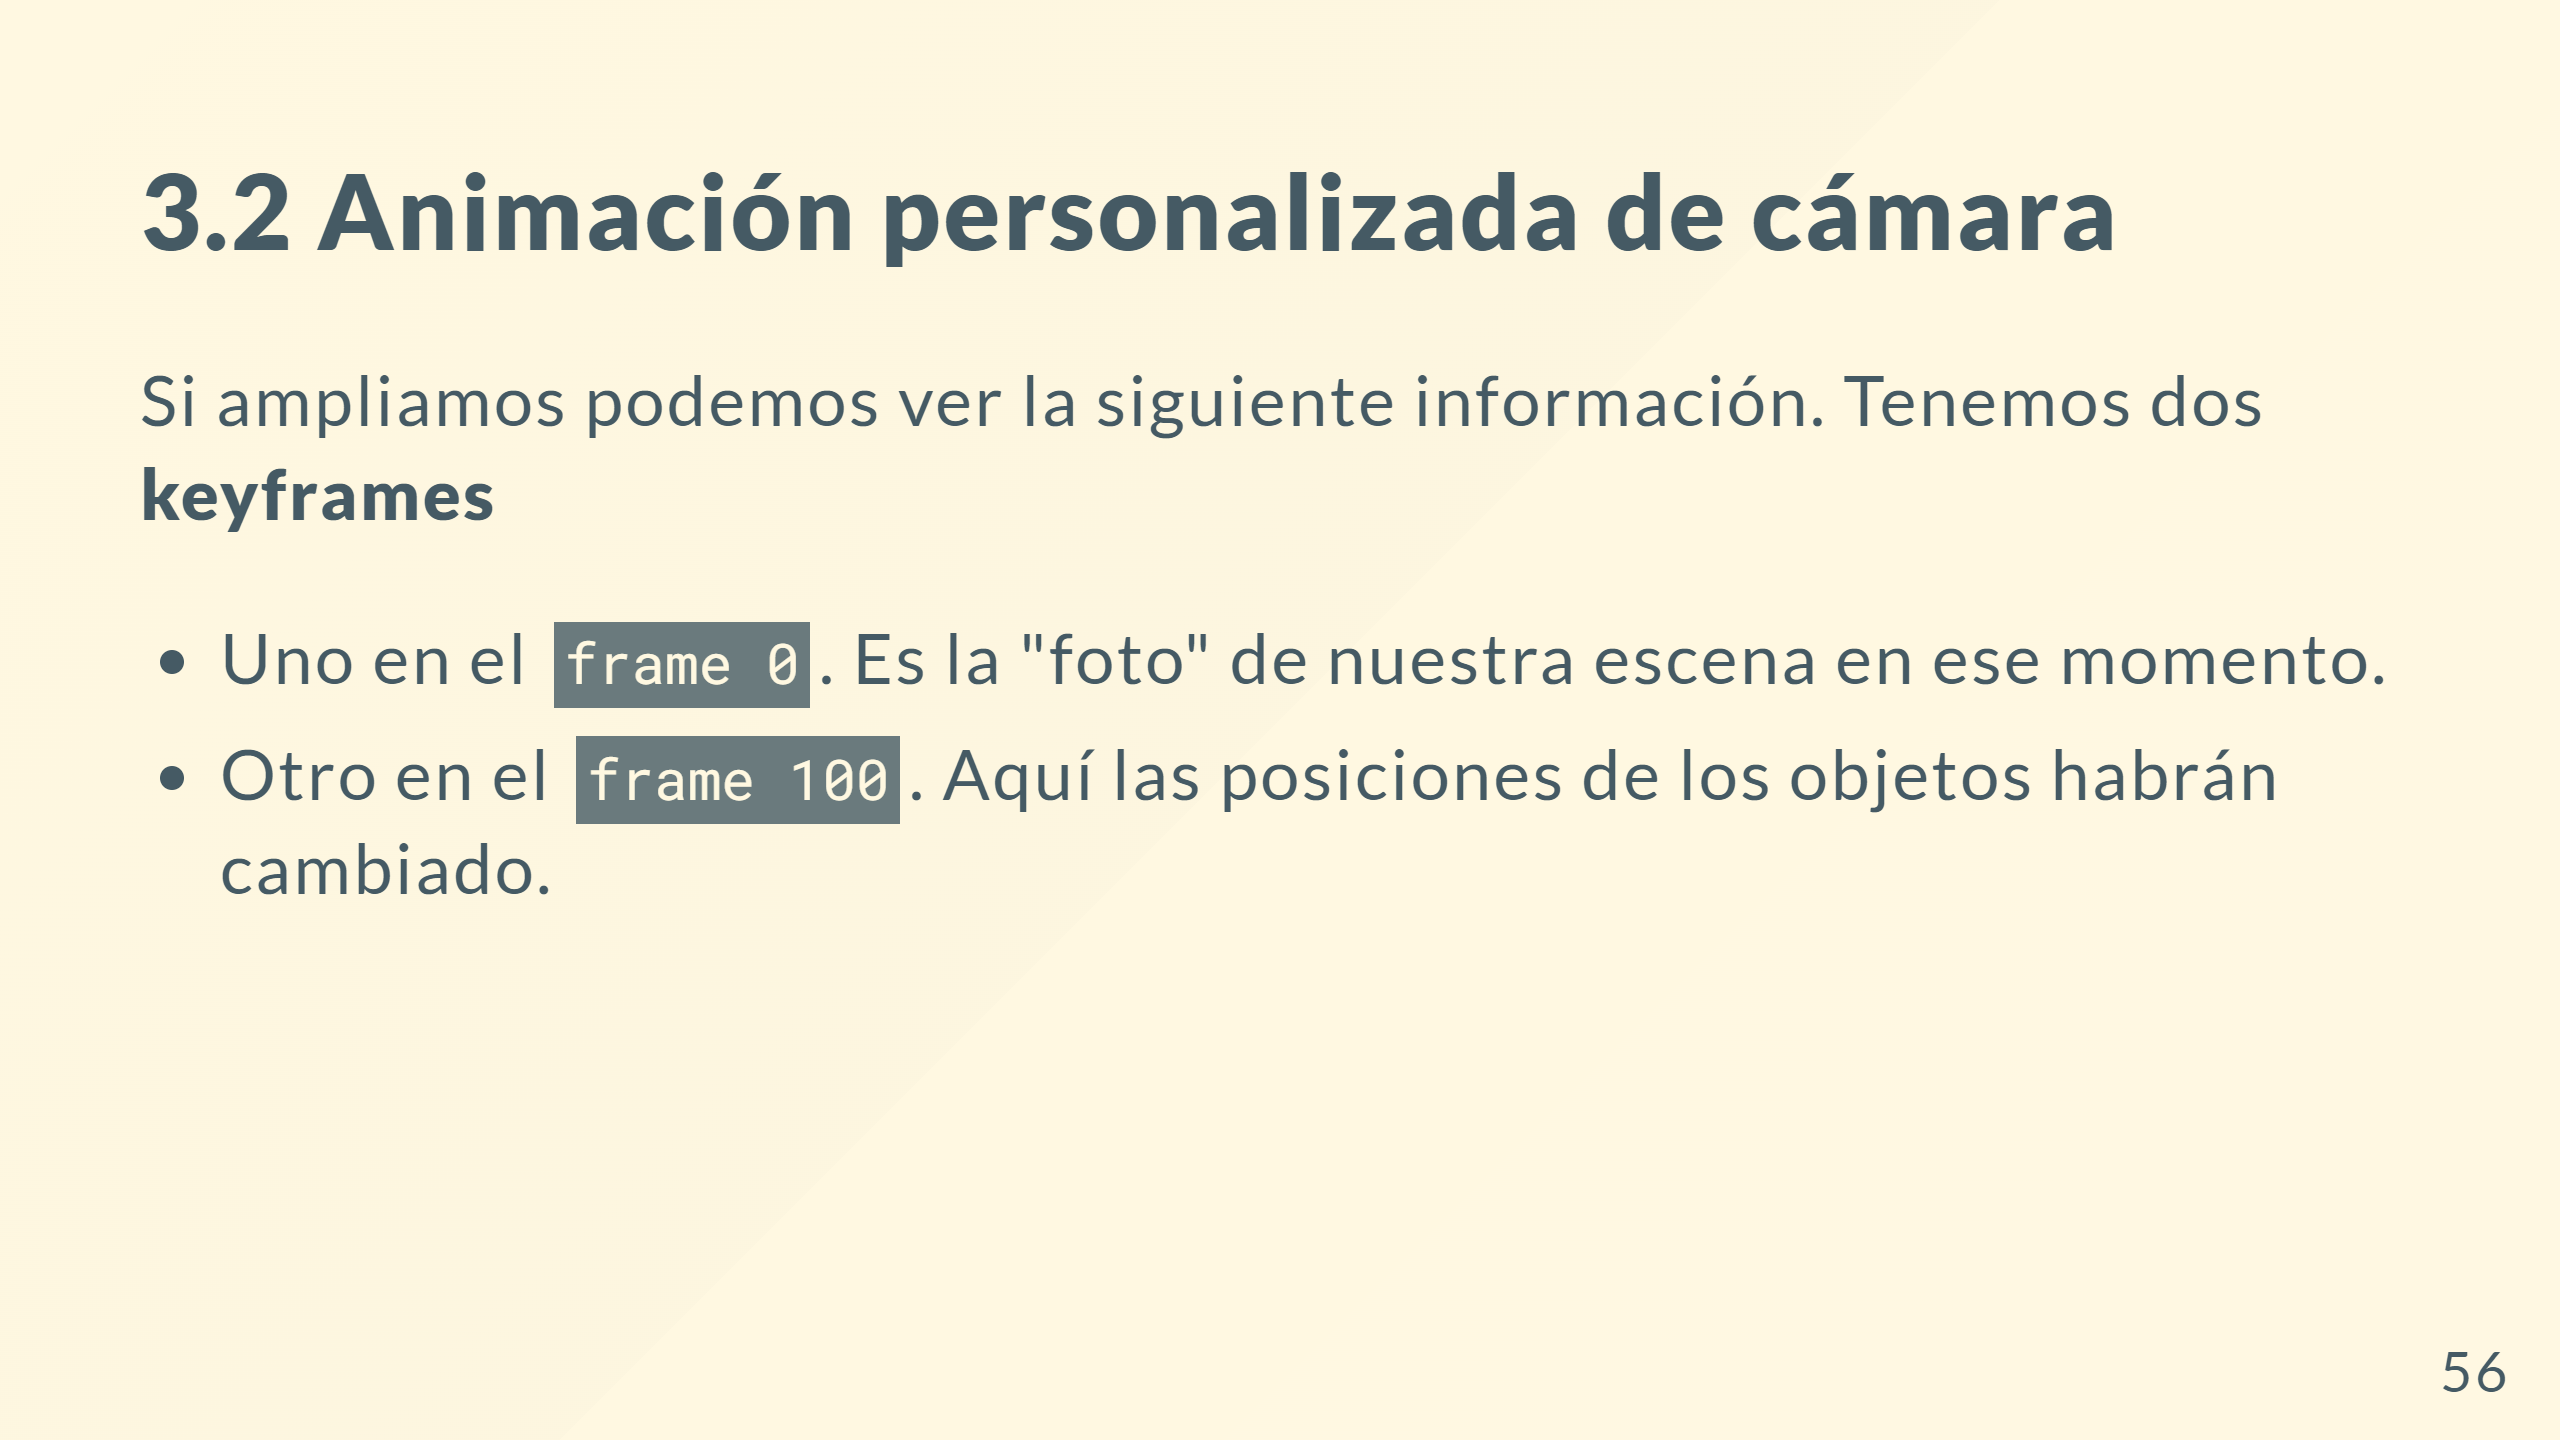 3.2 Animación personalizada de cámara
Si ampliamos podemos ver la siguiente información. Tenemos dos
keyframes
• Uno en el frame 0. Es la "foto" de nuestra escena en ese momento.
• Otro en el frame 100. Aquí las posiciones de los objetos habrán
cambiado.
56